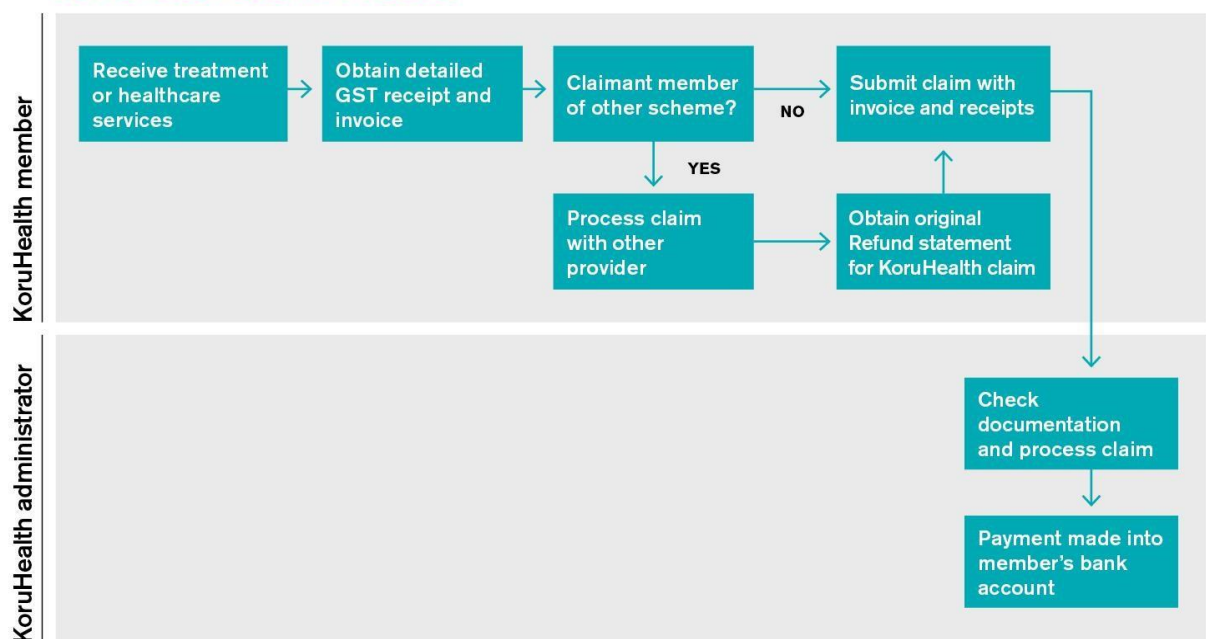 KoruHealth member
Receive treatment
or healthcare
services
Obtain detailed
GST receipt and
invoice
Claimant member
of other scheme?
NO
Submit claim with
invoice and receipts
YES
Process claim
with other
provider
Obtain original
Refund statement
for KoruHealth claim
KoruHealth administrator
Check
documentation
and process claim
Payment made into
member’s bank
account